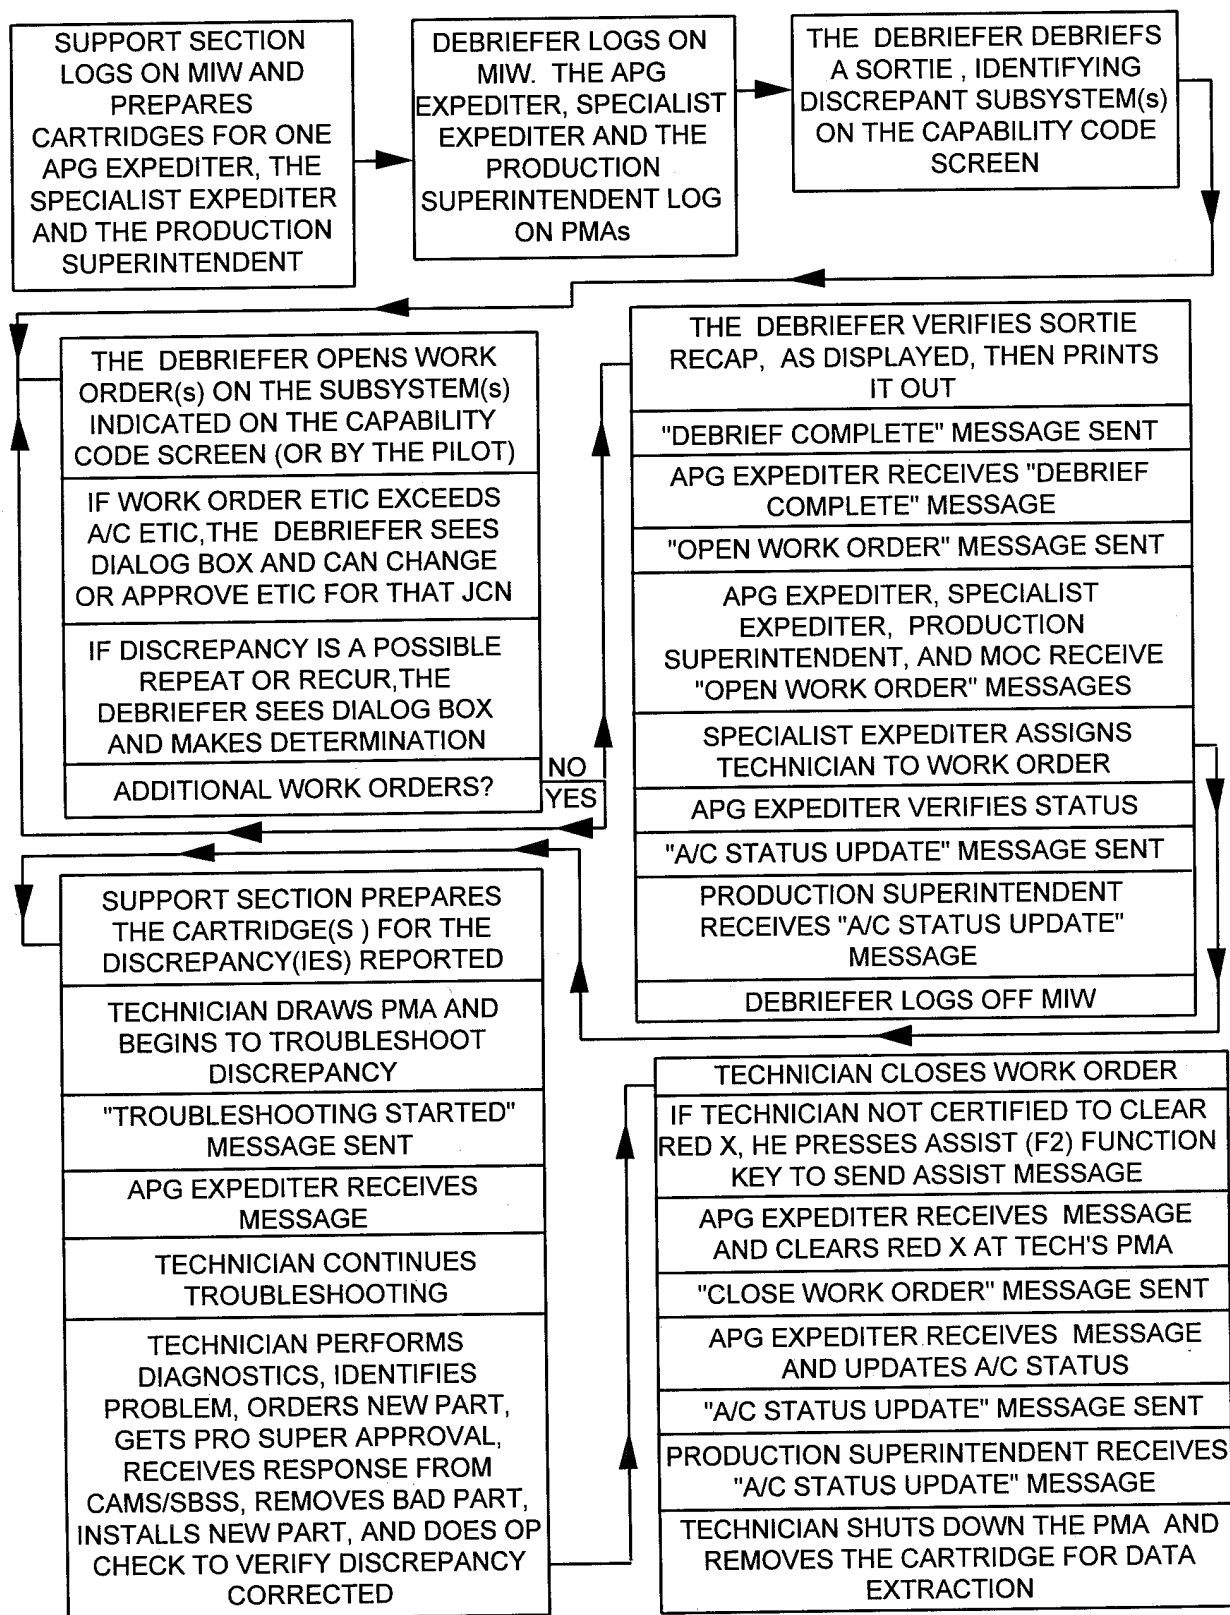 SUPPORT SECTION
LOGS ON MIW AND
PREPARES
CARTRIDGES FOR ONE
APG EXPEDITER, THE
SPECIALIST EXPEDITER
AND THE PRODUCTION
SUPERINTENDENT
DEBRIEFER LOGS ON
MIW. THE APG
EXPEDITER, SPECIALIST
EXPEDITER AND THE
PRODUCTION
SUPERINTENDENT LOG
ON PMAs
THE DEBRIEFER DEBRIEFS
A SORTIE , IDENTIFYING
DISCREPANT SUBSYSTEM(s)
ON THE CAPABILITY CODE
SCREEN
THE DEBRIEFER OPENS WORK
ORDER(s) ON THE SUBSYSTEM(s)
INDICATED ON THE CAPABILITY
CODE SCREEN (OR BY THE PILOT)
IF WORK ORDER ETIC EXCEEDS
A/C ETIC,THE DEBRIEFER SEES
DIALOG BOX AND CAN CHANGE
OR APPROVE ETIC FOR THAT JCN
IF DISCREPANCY IS A POSSIBLE
REPEAT OR RECUR,THE
DEBRIEFER SEES DIALOG BOX
AND MAKES DETERMINATION
ADDITIONAL WORK ORDERS?
NO
YES
THE DEBRIEFER VERIFIES SORTIE
RECAP, AS DISPLAYED, THEN PRINTS
IT OUT
"DEBRIEF COMPLETE" MESSAGE SENT
APG EXPEDITER RECEIVES "DEBRIEF
COMPLETE" MESSAGE
"OPEN WORK ORDER" MESSAGE SENT
APG EXPEDITER, SPECIALIST
EXPEDITER, PRODUCTION
SUPERINTENDENT, AND MOC RECEIVE
"OPEN WORK ORDER" MESSAGES
SPECIALIST EXPEDITER ASSIGNS
TECHNICIAN TO WORK ORDER
APG EXPEDITER VERIFIES STATUS
"A/C STATUS UPDATE" MESSAGE SENT
PRODUCTION SUPERINTENDENT
RECEIVES "A/C STATUS UPDATE"
MESSAGE
DEBRIEFER LOGS OFF MIW
SUPPORT SECTION PREPARES
THE CARTRIDGE(S ) FOR THE
DISCREPANCY(IES) REPORTED
TECHNICIAN DRAWS PMA AND
BEGINS TO TROUBLESHOOT
DISCREPANCY
"TROUBLESHOOTING STARTED"
MESSAGE SENT
APG EXPEDITER RECEIVES
MESSAGE
TECHNICIAN CONTINUES
TROUBLESHOOTING
TECHNICIAN PERFORMS
DIAGNOSTICS, IDENTIFIES
PROBLEM, ORDERS NEW PART,
GETS PRO SUPER APPROVAL,
RECEIVES RESPONSE FROM
CAMS/SBSS, REMOVES BAD PART,
INSTALLS NEW PART, AND DOES OP
CHECK TO VERIFY DISCREPANCY
CORRECTED
TECHNICIAN CLOSES WORK ORDER
IF TECHNICIAN NOT CERTIFIED TO CLEAR
RED X, HE PRESSES ASSIST (F2) FUNCTION
KEY TO SEND ASSIST MESSAGE
APG EXPEDITER RECEIVES MESSAGE
AND CLEARS RED X AT TECH'S PMA
"CLOSE WORK ORDER" MESSAGE SENT
APG EXPEDITER RECEIVES MESSAGE
AND UPDATES A/C STATUS
"A/C STATUS UPDATE" MESSAGE SENT
PRODUCTION SUPERINTENDENT RECEIVES
"A/C STATUS UPDATE" MESSAGE
TECHNICIAN SHUTS DOWN THE PMA AND
REMOVES THE CARTRIDGE FOR DATA
EXTRACTION